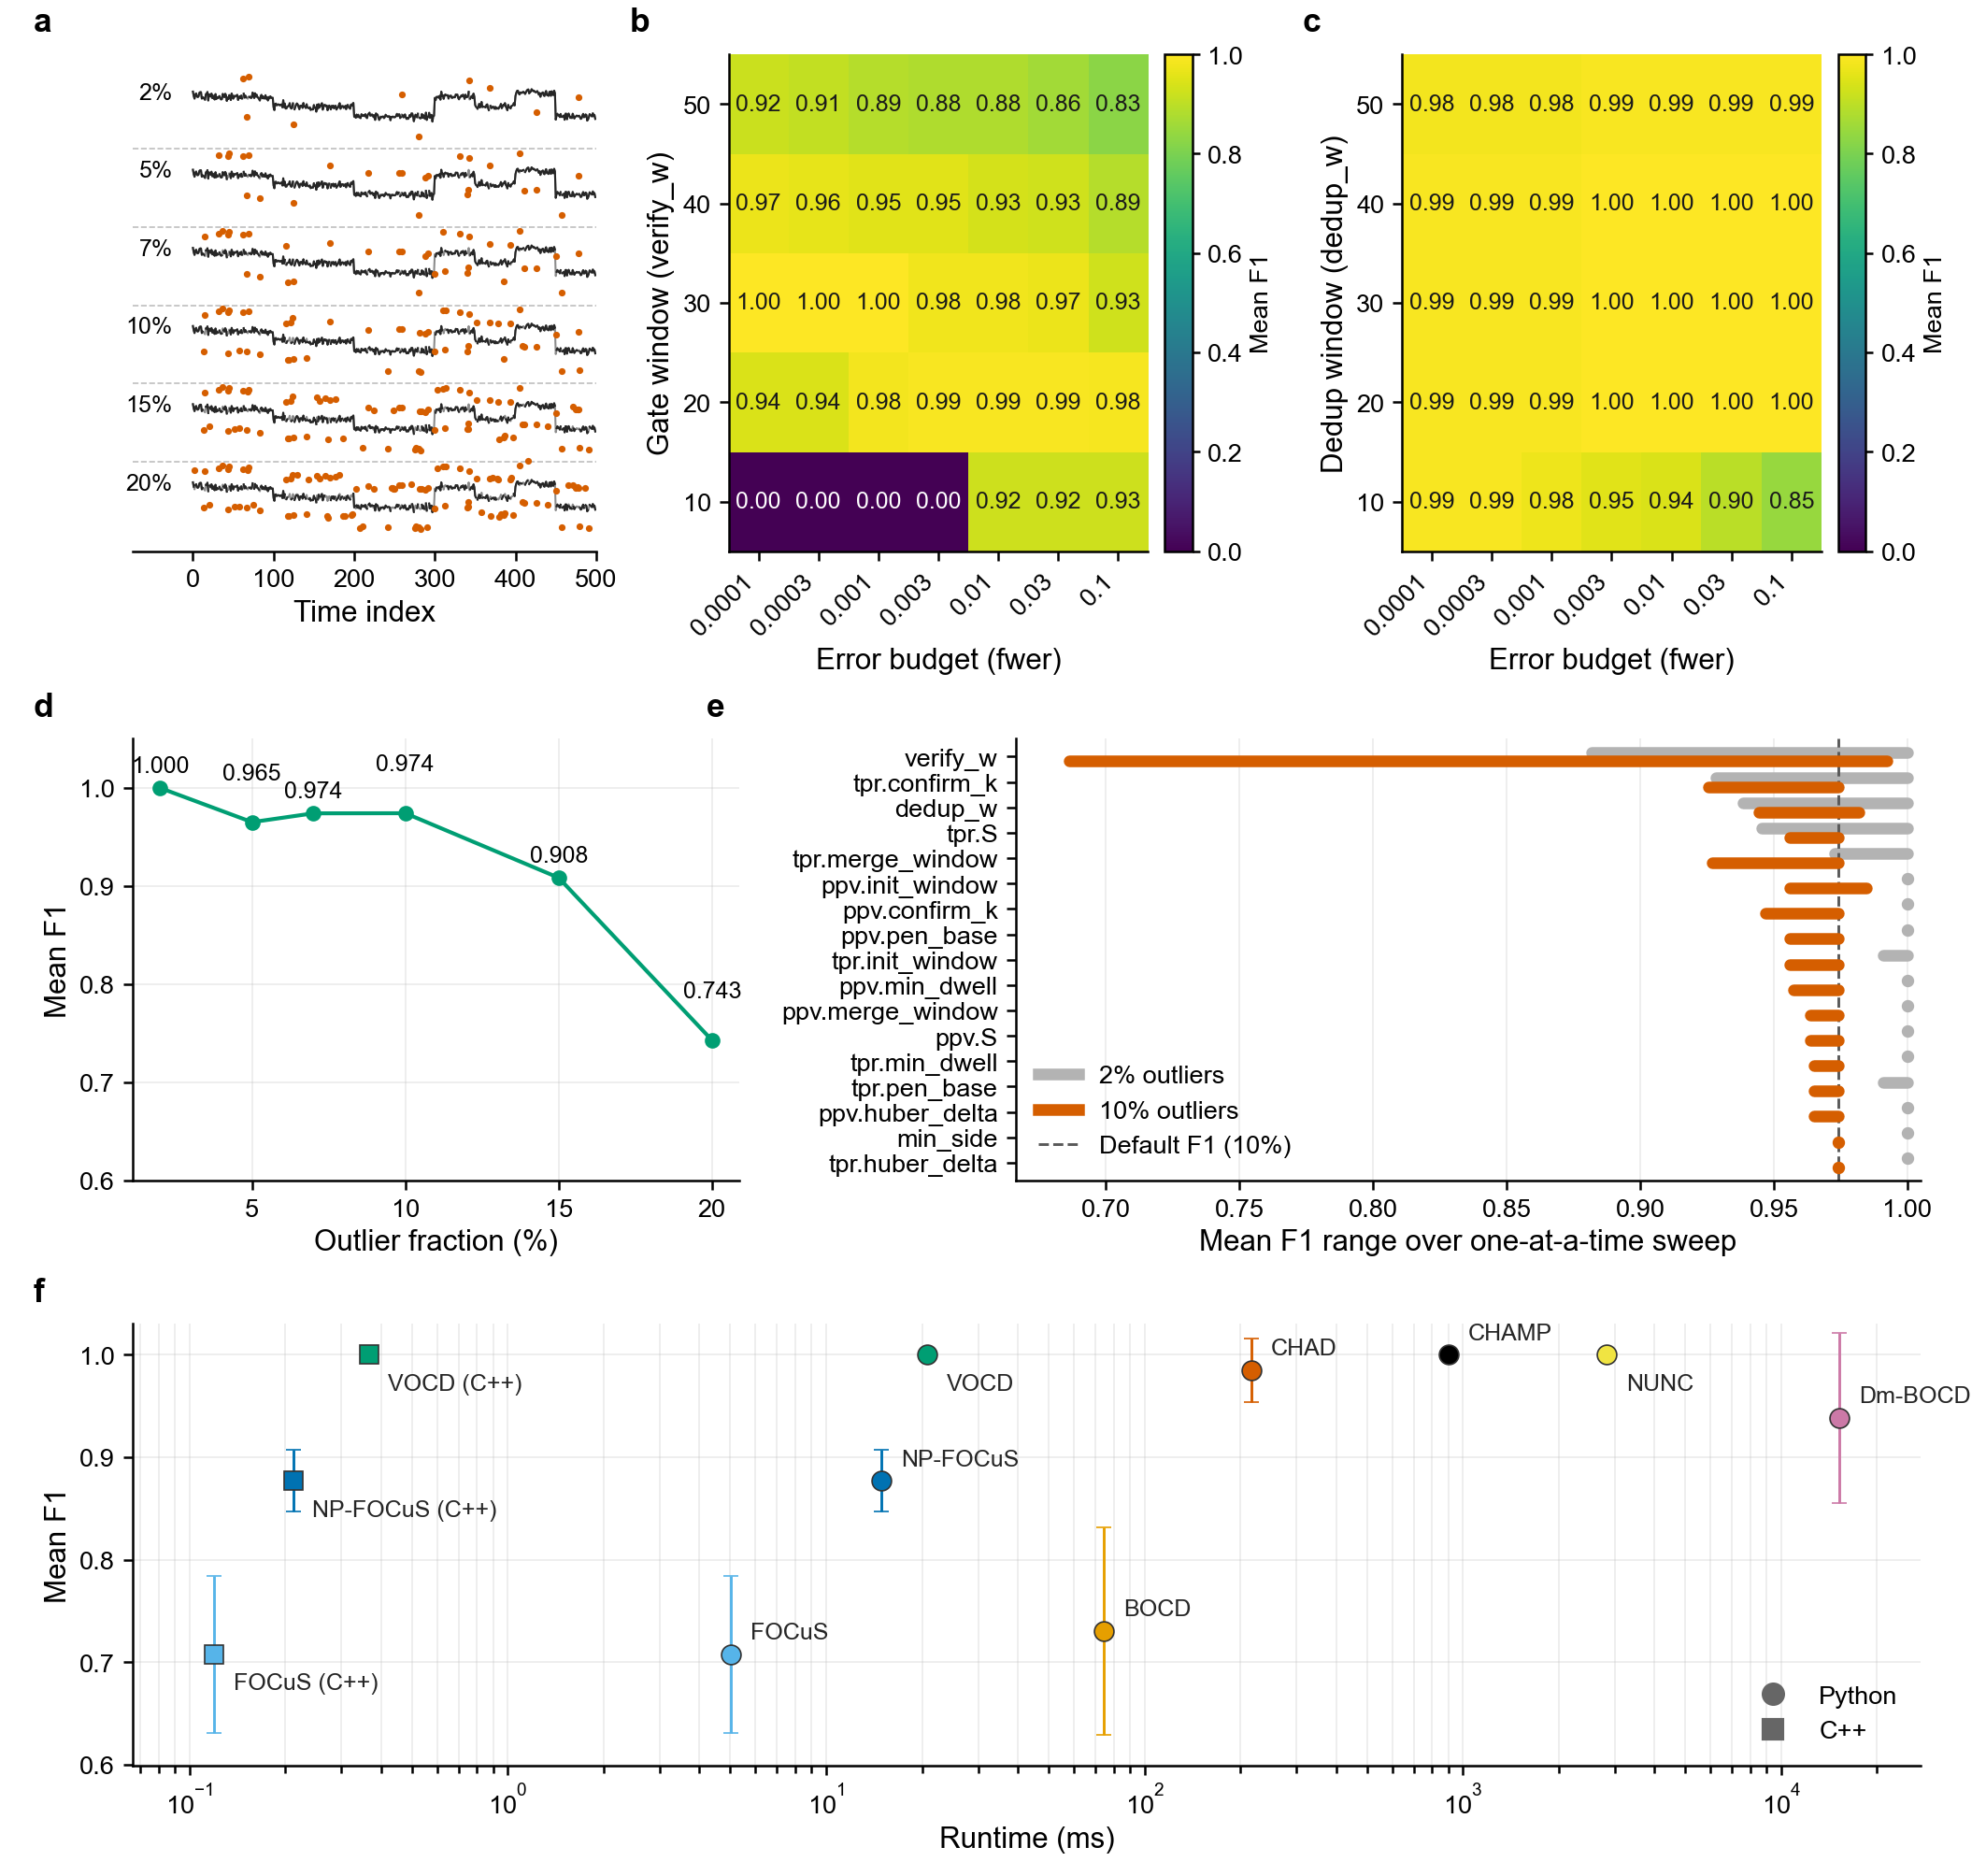 a
2%
5%
7%
10%
15%
20%
0 100 200 300 400 500
Time index
b
Gate window (verify_w)
50 0.92 0.91 0.89 0.88 0.88 0.86 0.83
40 0.97 0.96 0.95 0.95 0.93 0.93 0.89
30 1.00 1.00 1.00 0.98 0.98 0.97 0.93
20 0.94 0.94 0.98 0.99 0.99 0.99 0.98
10 0.00 0.00 0.00 0.00 0.92 0.92 0.93
0.0001 0.0003 0.001 0.003 0.01 0.03 0.1
Error budget (fwer)
1.0
0.8
0.6
0.4
0.2
0.0
Mean F1
c
Dedup window (dedup_w)
50 0.98 0.98 0.98 0.99 0.99 0.99 0.99
40 0.99 0.99 0.99 1.00 1.00 1.00 1.00
30 0.99 0.99 0.99 1.00 1.00 1.00 1.00
20 0.99 0.99 0.99 1.00 1.00 1.00 1.00
10 0.99 0.99 0.98 0.95 0.94 0.90 0.85
0.0001 0.0003 0.001 0.003 0.01 0.03 0.1
Error budget (fwer)
1.0
0.8
0.6
0.4
0.2
0.0
Mean F1
d
Mean F1
1.0
0.9
0.8
0.7
0.6
1.000
0.965
0.974
0.974
0.908
0.743
5 10 15 20
Outlier fraction (%)
e
verify_w
tpr.confirm_k
dedup_w
tpr.S
tpr.merge_window
ppv.init_window
ppv.confirm_k
ppv.pen_base
tpr.init_window
ppv.min_dwell
ppv.merge_window
ppv.S
tpr.min_dwell
tpr.pen_base
ppv.huber_delta
min_side
tpr.huber_delta
2% outliers
10% outliers
Default F1 (10%)
0.70 0.75 0.80 0.85 0.90 0.95 1.00
Mean F1 range over one-at-a-time sweep
f
Mean F1
1.0
0.9
0.8
0.7
0.6
VOCD (C++)
VOCD
CHAD
CHAMP
NUNC
Dm-BOCD
NP-FOCuS (C++)
NP-FOCuS
FOCuS (C++)
FOCuS
BOCD
Python
C++
10⁻¹ 10⁰ 10¹ 10² 10³ 10⁴
Runtime (ms)